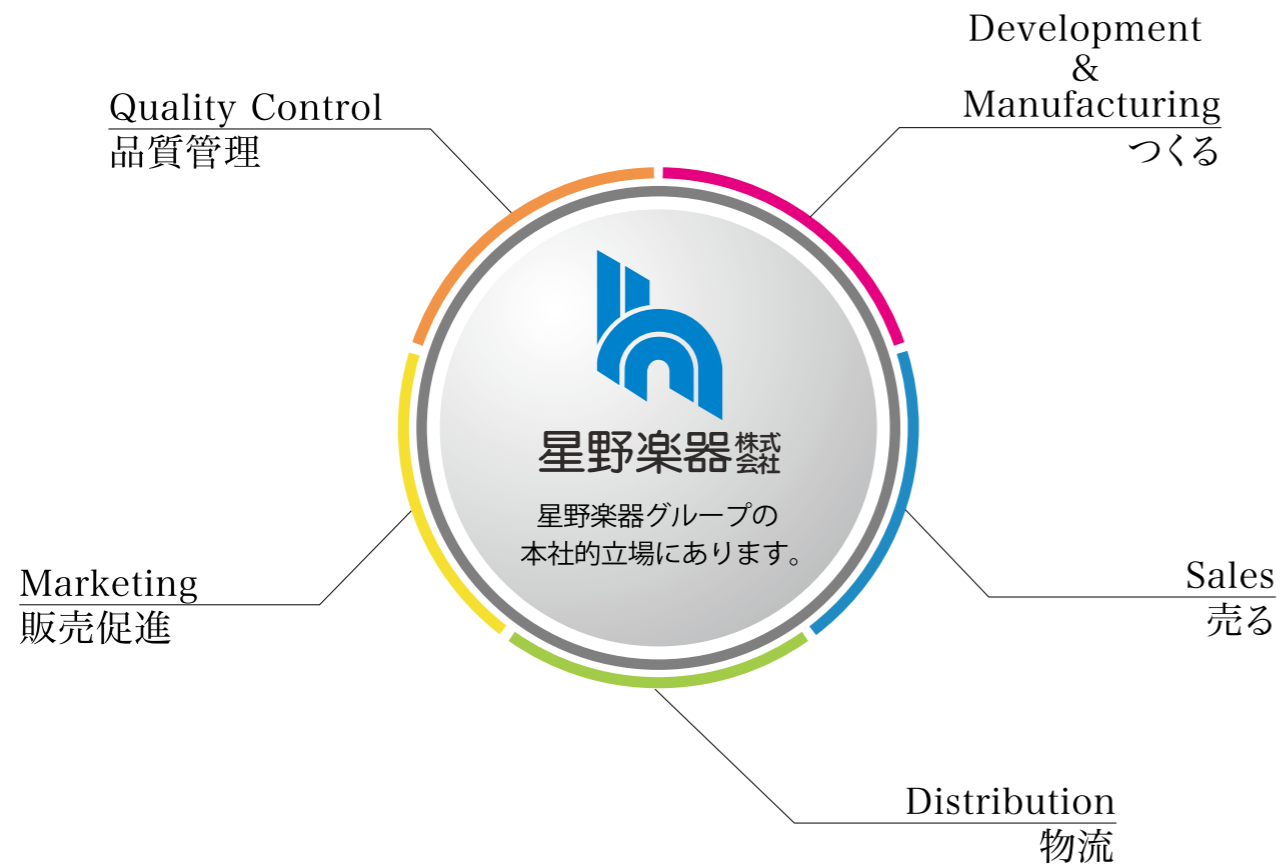 Development
&
Manufacturing
つくる
Quality Control
品質管理
星野楽器株式会社
星野楽器グループの
本社的立場にあります。
Marketing
販売促進
Sales
売る
Distribution
物流